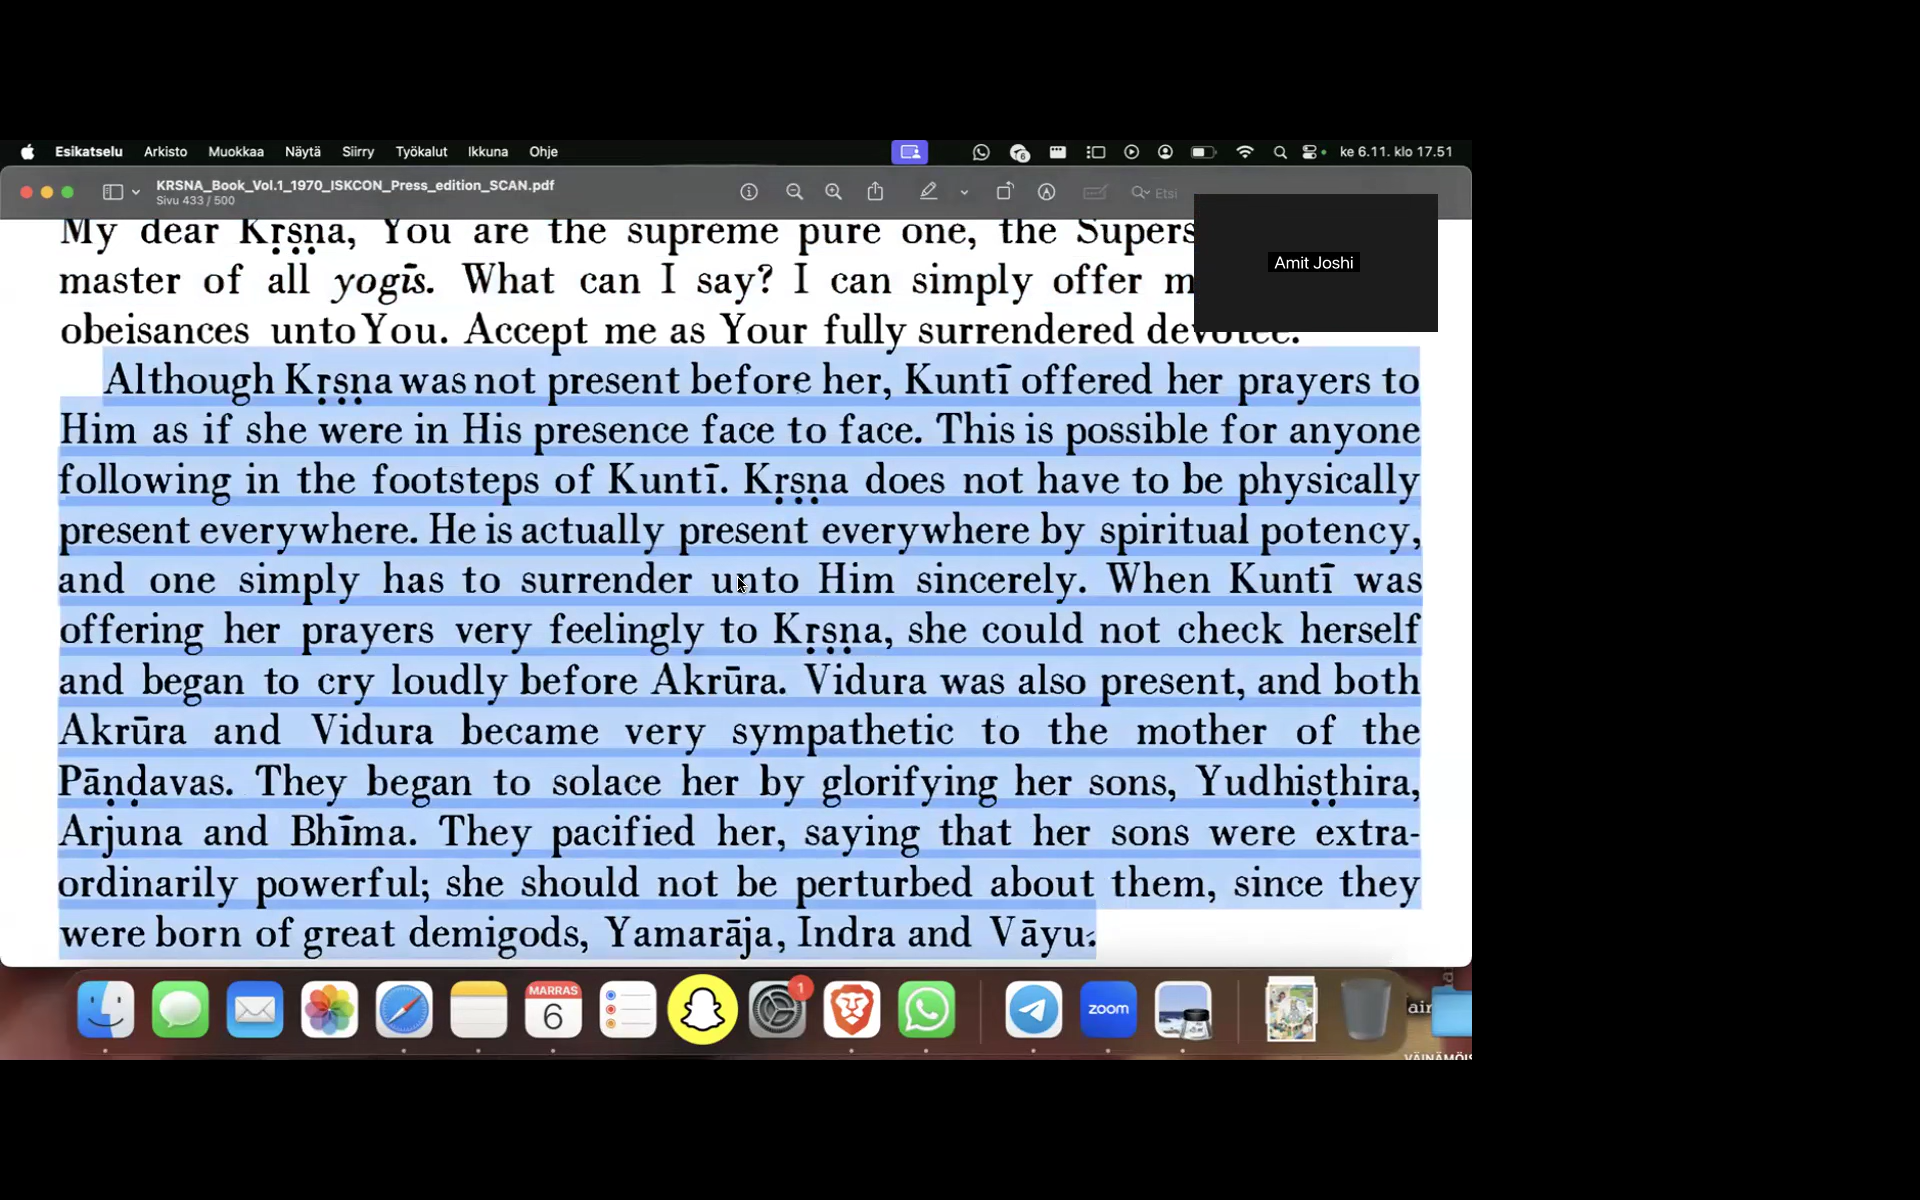 Esikatselu Arkisto Muokkaa Näytä Siirry Työkalut Ikkuna Ohje 6 ke 6.11. klo 17.51
KRSNA_Book_Vol.1_1970_ISKCON_Press_edition_SCAN.pdf
Sivu 433 / 500
Etsi
Amit Joshi
My dear Kṛṣṇa, You are the supreme pure one, the Supers
master of all yogīs. What can I say? I can simply offer m
obeisances unto You. Accept me as Your fully surrendered devotee.
Although Kṛṣṇa was not present before her, Kuntī offered her prayers to
Him as if she were in His presence face to face. This is possible for anyone
following in the footsteps of Kuntī. Kṛṣṇa does not have to be physically
present everywhere. He is actually present everywhere by spiritual potency,
and one simply has to surrender unto Him sincerely. When Kuntī was
offering her prayers very feelingly to Kṛṣṇa, she could not check herself
and began to cry loudly before Akrūra. Vidura was also present, and both
Akrūra and Vidura became very sympathetic to the mother of the
Pāṇḍavas. They began to solace her by glorifying her sons, Yudhiṣṭhira,
Arjuna and Bhīma. They pacified her, saying that her sons were extra-
ordinarily powerful; she should not be perturbed about them, since they
were born of great demigods, Yamarāja, Indra and Vāyu.
MARRAS
6
1
zoom
air
VÄINÄMÖIS